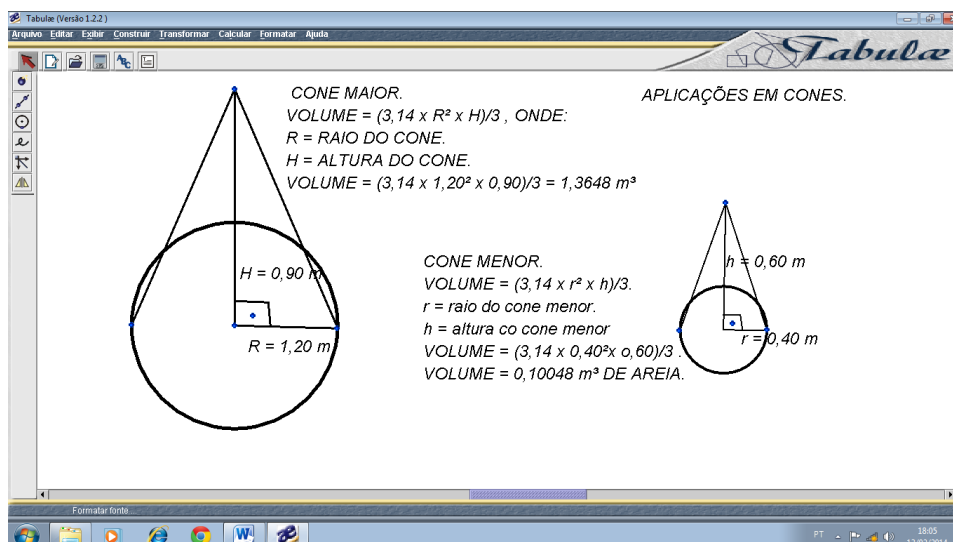 Tabulæ (Versão 1.2.2 )
Arquivo Editar Exibir Construir Transformar Calcular Formatar Ajuda
Tabulæ
ABC
CONE MAIOR.
APLICAÇÕES EM CONES.
VOLUME = (3,14 x R² x H)/3 , ONDE:
R = RAIO DO CONE.
H = ALTURA DO CONE.
VOLUME = (3,14 x 1,20² x 0,90)/3 = 1,3648 m³
H = 0,90 m
R = 1,20 m
CONE MENOR.
VOLUME = (3,14 x r² x h)/3.
r = raio do cone menor.
h = altura co cone menor
VOLUME = (3,14 x 0,40²x o,60)/3 .
VOLUME = 0,10048 m³ DE AREIA.
h = 0,60 m
r = 0,40 m
Formatar fonte
PT
18:05